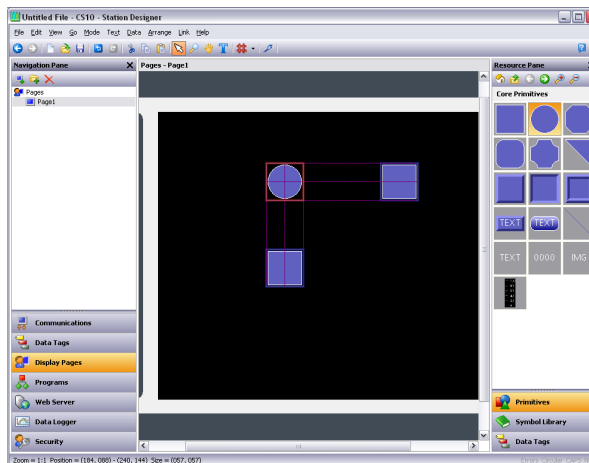 Untitled File - CS10 - Station Designer
File Edit View Go Mode Text Data Arrange Link Help
Navigation Pane
Pages - Page1
Resource Pane
Pages
Page1
Core Primitives
TEXT
TEXT
TEXT
0000
IMG
Communications
Data Tags
Display Pages
Programs
Web Server
Data Logger
Security
Primitives
Symbol Library
Data Tags
Zoom = 1:1 Position = (184, 088) - (240, 144) Size = (057, 057)
Errors Circular CAPS